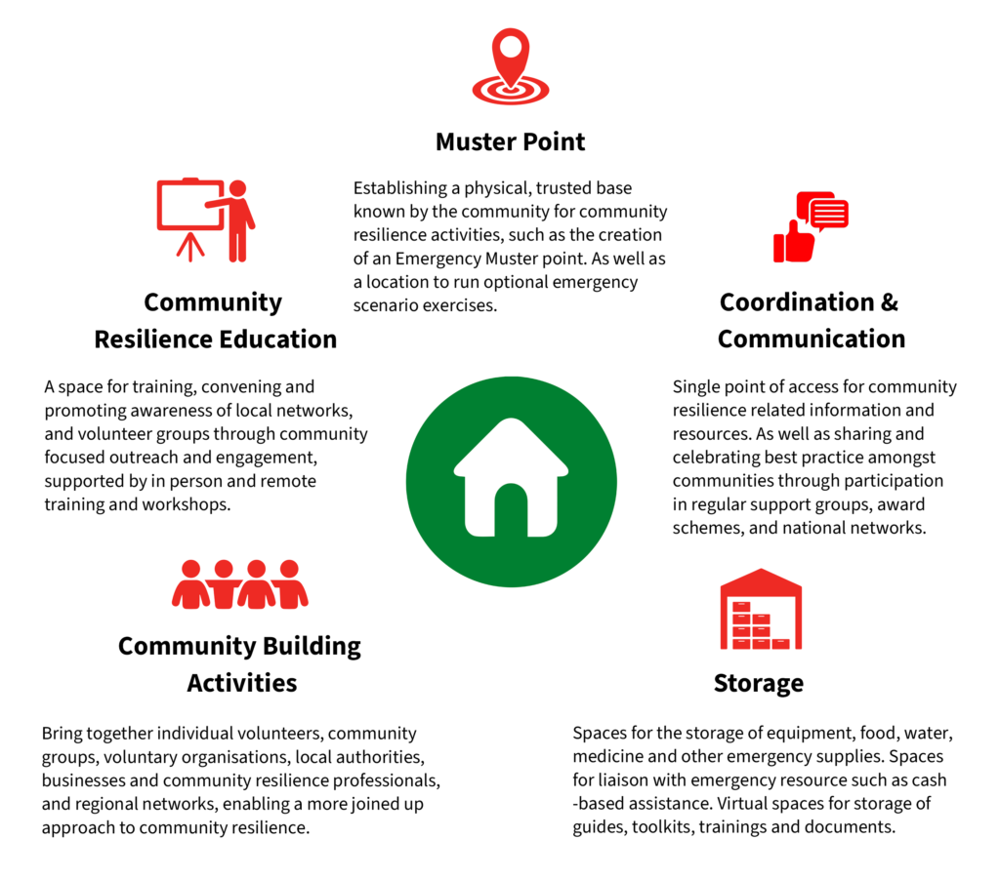 Muster Point
Establishing a physical, trusted base
known by the community for community
resilience activities, such as the creation
of an Emergency Muster point. As well as
a location to run optional emergency
scenario exercises.
Community
Resilience Education
A space for training, convening and
promoting awareness of local networks,
and volunteer groups through community
focused outreach and engagement,
supported by in person and remote
training and workshops.
Coordination &
Communication
Single point of access for community
resilience related information and
resources. As well as sharing and
celebrating best practice amongst
communities through participation
in regular support groups, award
schemes, and national networks.
Community Building
Activities
Bring together individual volunteers, community
groups, voluntary organisations, local authorities,
businesses and community resilience professionals,
and regional networks, enabling a more joined up
approach to community resilience.
Storage
Spaces for the storage of equipment, food, water,
medicine and other emergency supplies. Spaces
for liaison with emergency resource such as cash
-based assistance. Virtual spaces for storage of
guides, toolkits, trainings and documents.